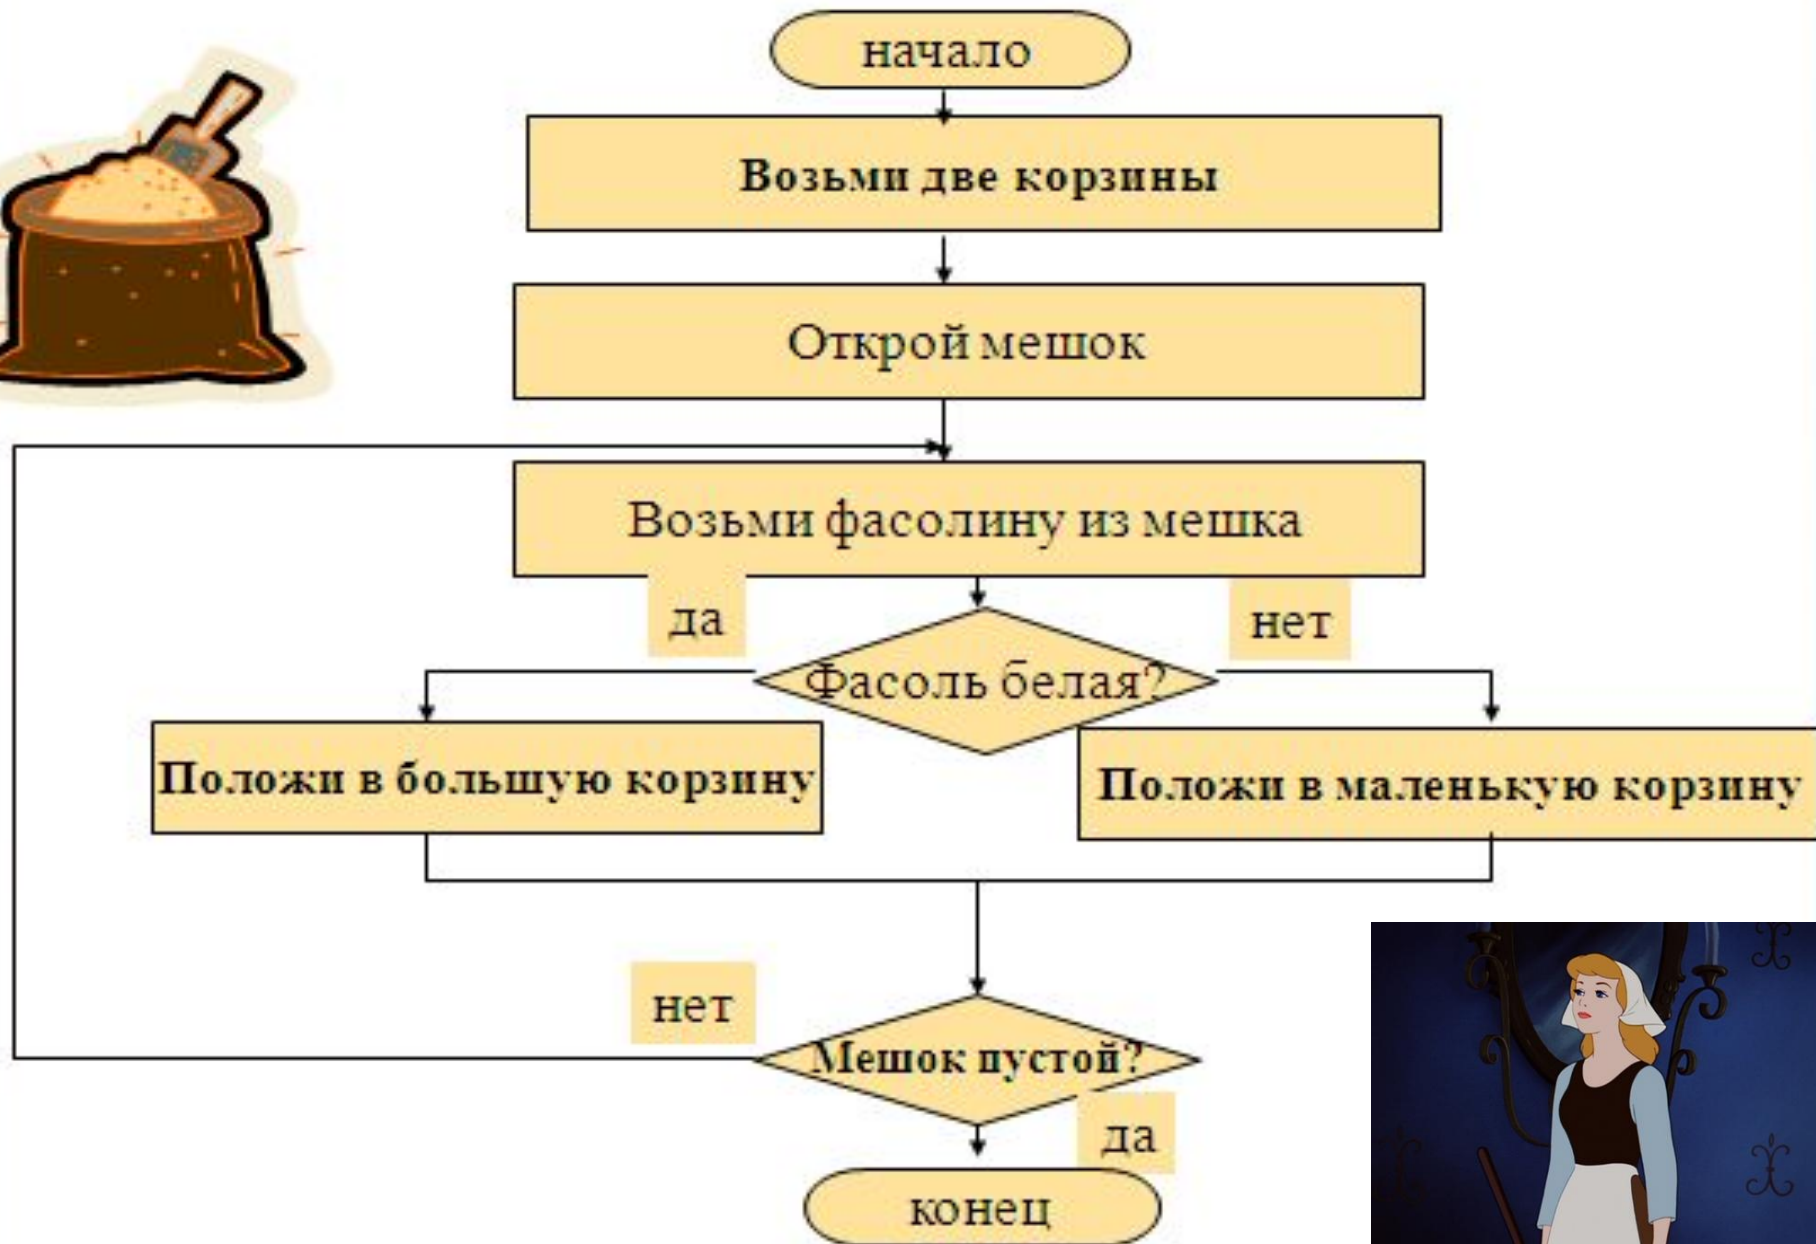 начало
Возьми две корзины
Открой мешок
Возьми фасолину из мешка
да
нет
Фасоль белая?
Положи в большую корзину
Положи в маленькую корзину
нет
Мешок пустой?
да
конец